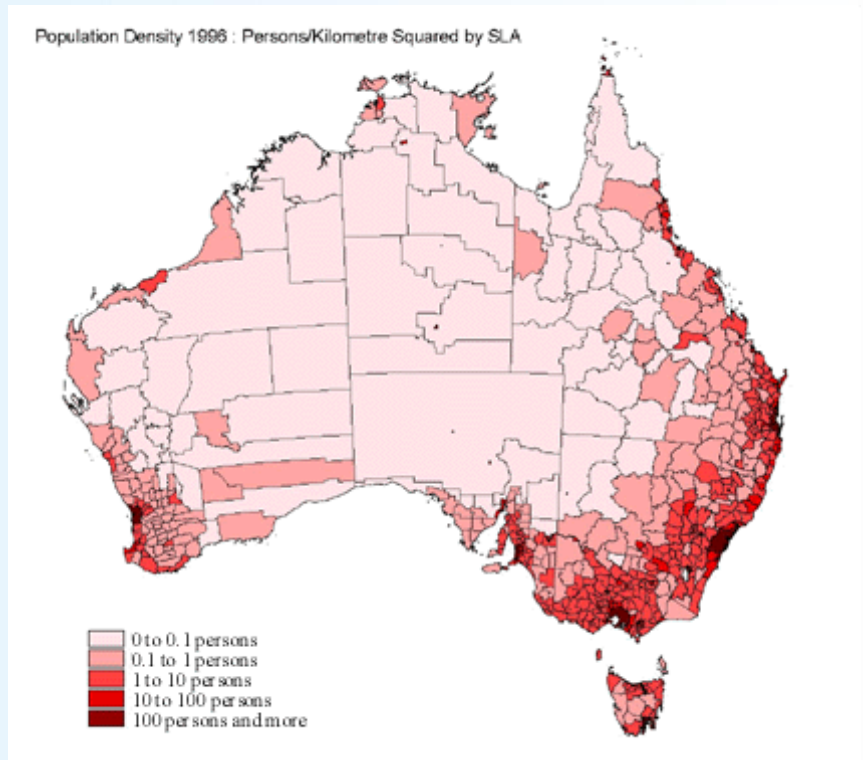 Population Density 1996 : Persons/Kilometre Squared by SLA
0 to 0.1 persons
0.1 to 1 persons
1 to 10 persons
10 to 100 persons
100 persons and more